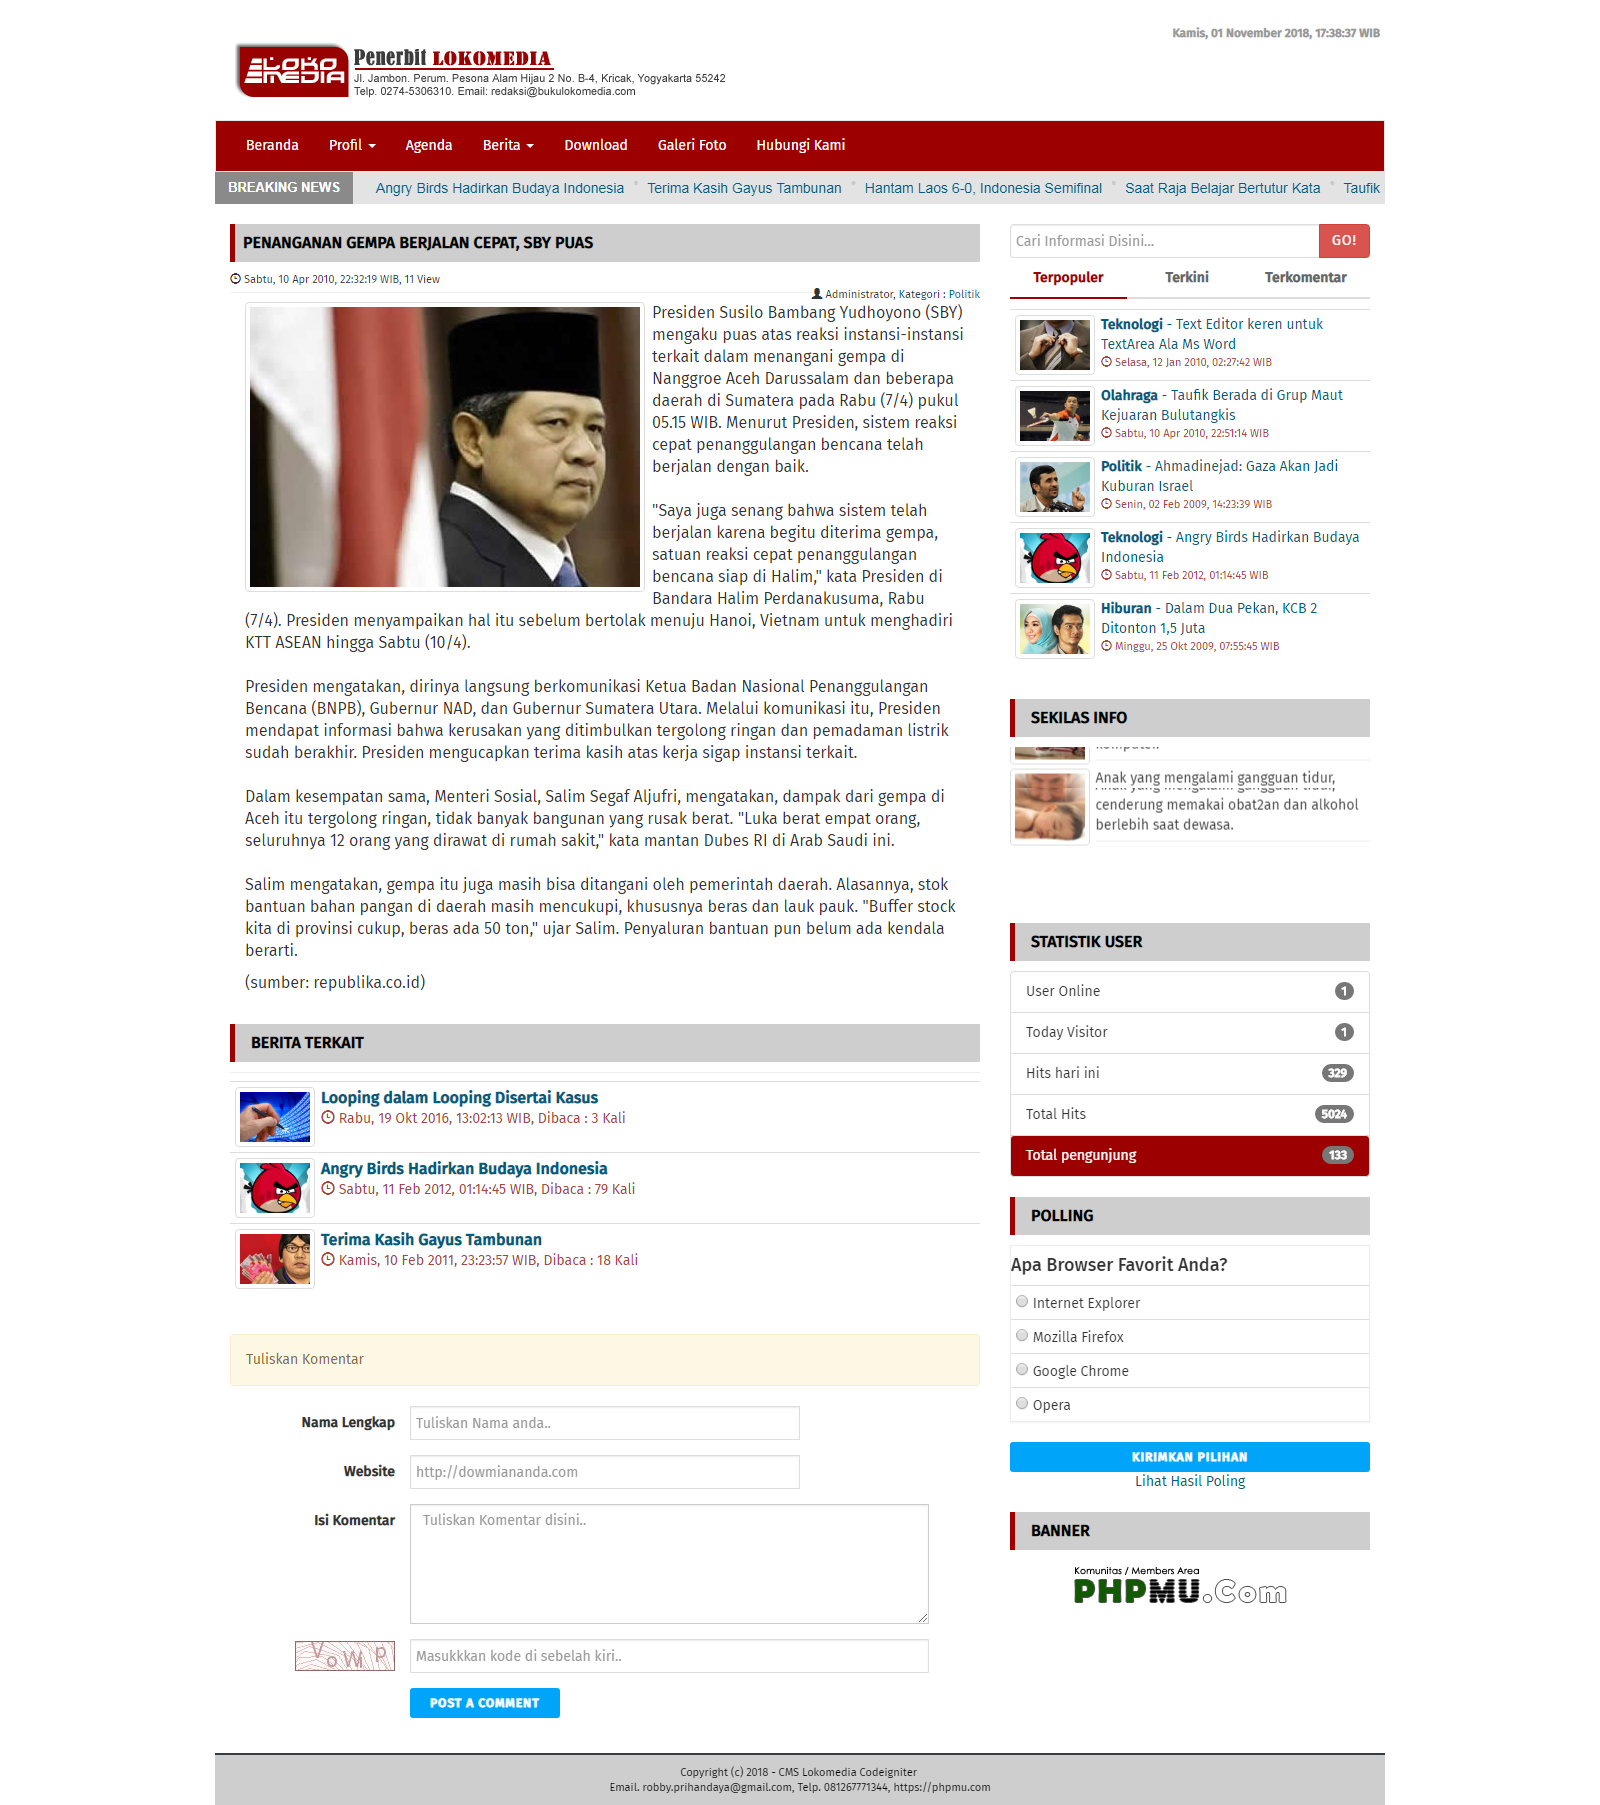 Kamis, 01 November 2018, 17:38:37 WIB
LOKO
MEDIA
Penerbit LOKOMEDIA
Jl. Jambon. Perum. Pesona Alam Hijau 2 No. B-4, Kricak, Yogyakarta 55242
Telp. 0274-5306310. Email: redaksi@bukulokomedia.com
Beranda Profil Agenda Berita Download Galeri Foto Hubungi Kami
BREAKING NEWS Angry Birds Hadirkan Budaya Indonesia Terima Kasih Gayus Tambunan Hantam Laos 6-0, Indonesia Semifinal Saat Raja Belajar Bertutur Kata Taufik
PENANGANAN GEMPA BERJALAN CEPAT, SBY PUAS
Sabtu, 10 Apr 2010, 22:32:19 WIB, 11 View
Administrator, Kategori : Politik
Presiden Susilo Bambang Yudhoyono (SBY)
mengaku puas atas reaksi instansi-instansi
terkait dalam menangani gempa di
Nanggroe Aceh Darussalam dan beberapa
daerah di Sumatera pada Rabu (7/4) pukul
05.15 WIB. Menurut Presiden, sistem reaksi
cepat penanggulangan bencana telah
berjalan dengan baik.
"Saya juga senang bahwa sistem telah
berjalan karena begitu diterima gempa,
satuan reaksi cepat penanggulangan
bencana siap di Halim," kata Presiden di
Bandara Halim Perdanakusuma, Rabu
(7/4). Presiden menyampaikan hal itu sebelum bertolak menuju Hanoi, Vietnam untuk menghadiri
KTT ASEAN hingga Sabtu (10/4).
Presiden mengatakan, dirinya langsung berkomunikasi Ketua Badan Nasional Penanggulangan
Bencana (BNPB), Gubernur NAD, dan Gubernur Sumatera Utara. Melalui komunikasi itu, Presiden
mendapat informasi bahwa kerusakan yang ditimbulkan tergolong ringan dan pemadaman listrik
sudah berakhir. Presiden mengucapkan terima kasih atas kerja sigap instansi terkait.
Dalam kesempatan sama, Menteri Sosial, Salim Segaf Aljufri, mengatakan, dampak dari gempa di
Aceh itu tergolong ringan, tidak banyak bangunan yang rusak berat. "Luka berat empat orang,
seluruhnya 12 orang yang dirawat di rumah sakit," kata mantan Dubes RI di Arab Saudi ini.
Salim mengatakan, gempa itu juga masih bisa ditangani oleh pemerintah daerah. Alasannya, stok
bantuan bahan pangan di daerah masih mencukupi, khususnya beras dan lauk pauk. "Buffer stock
kita di provinsi cukup, beras ada 50 ton," ujar Salim. Penyaluran bantuan pun belum ada kendala
berarti.
(sumber: republika.co.id)
BERITA TERKAIT
Looping dalam Looping Disertai Kasus
Rabu, 19 Okt 2016, 13:02:13 WIB, Dibaca : 3 Kali
Angry Birds Hadirkan Budaya Indonesia
Sabtu, 11 Feb 2012, 01:14:45 WIB, Dibaca : 79 Kali
Terima Kasih Gayus Tambunan
Kamis, 10 Feb 2011, 23:23:57 WIB, Dibaca : 18 Kali
Tuliskan Komentar
Nama Lengkap Tuliskan Nama anda..
Website http://dowmiananda.com
Isi Komentar Tuliskan Komentar disini..
VoWP Masukkkan kode di sebelah kiri..
POST A COMMENT
Cari Informasi Disini... GO!
Terpopuler Terkini Terkomentar
Teknologi - Text Editor keren untuk
TextArea Ala Ms Word
Selasa, 12 Jan 2010, 02:27:42 WIB
Olahraga - Taufik Berada di Grup Maut
Kejuaran Bulutangkis
Sabtu, 10 Apr 2010, 22:51:14 WIB
Politik - Ahmadinejad: Gaza Akan Jadi
Kuburan Israel
Senin, 02 Feb 2009, 14:23:39 WIB
Teknologi - Angry Birds Hadirkan Budaya
Indonesia
Sabtu, 11 Feb 2012, 01:14:45 WIB
Hiburan - Dalam Dua Pekan, KCB 2
Ditonton 1,5 Juta
Minggu, 25 Okt 2009, 07:55:45 WIB
SEKILAS INFO
Anak yang mengalami gangguan tidur,
cenderung memakai obat2an dan alkohol
berlebih saat dewasa.
STATISTIK USER
User Online 1
Today Visitor 1
Hits hari ini 329
Total Hits 5024
Total pengunjung 133
POLLING
Apa Browser Favorit Anda?
Internet Explorer
Mozilla Firefox
Google Chrome
Opera
KIRIMKAN PILIHAN
Lihat Hasil Poling
BANNER
Komunitas / Members Area
PHPMU.Com
Copyright (c) 2018 - CMS Lokomedia Codeigniter
Email. robby.prihandaya@gmail.com, Telp. 081267771344, https://phpmu.com